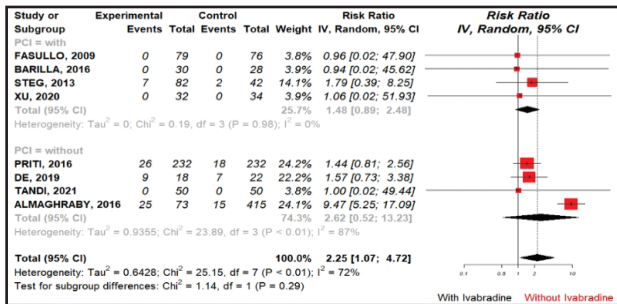 Study or Experimental Control Risk Ratio Risk Ratio
Subgroup Events Total Events Total Weight IV, Random, 95% CI IV, Random, 95% CI
PCI = with
FASULLO, 2009 0 79 0 76 3.8% 0.96 [0.02; 47.90]
BARILLA, 2016 0 30 0 28 3.8% 0.94 [0.02; 45.62]
STEG, 2013 7 82 2 42 14.1% 1.79 [0.39; 8.25]
XU, 2020 0 32 0 34 3.8% 1.06 [0.02; 51.93]
Total (95% CI) 25.7% 1.48 [0.89; 2.48]
Heterogeneity: Tau² = 0; Chi² = 0.19, df = 3 (P = 0.98); I² = 0%
PCI = without
PRITI, 2016 26 232 18 232 24.2% 1.44 [0.81; 2.56]
DE, 2019 9 18 7 22 22.5% 1.57 [0.73; 3.38]
TANDI, 2021 0 50 0 50 3.8% 1.00 [0.02; 49.44]
ALMAGHRABY, 2016 25 73 15 415 24.1% 9.47 [5.25; 17.09]
Total (95% CI) 74.3% 2.62 [0.52; 13.23]
Heterogeneity: Tau² = 0.9355; Chi² = 23.89, df = 3 (P < 0.01); I² = 87%
Total (95% CI) 100.0% 2.25 [1.07; 4.72]
Heterogeneity: Tau² = 0.6428; Chi² = 25.15, df = 7 (P < 0.01); I² = 72%
Test for subgroup differences: Chi² = 1.14, df = 1 (P = 0.29)
0.1 1 2 10
With Ivabradine Without Ivabradine